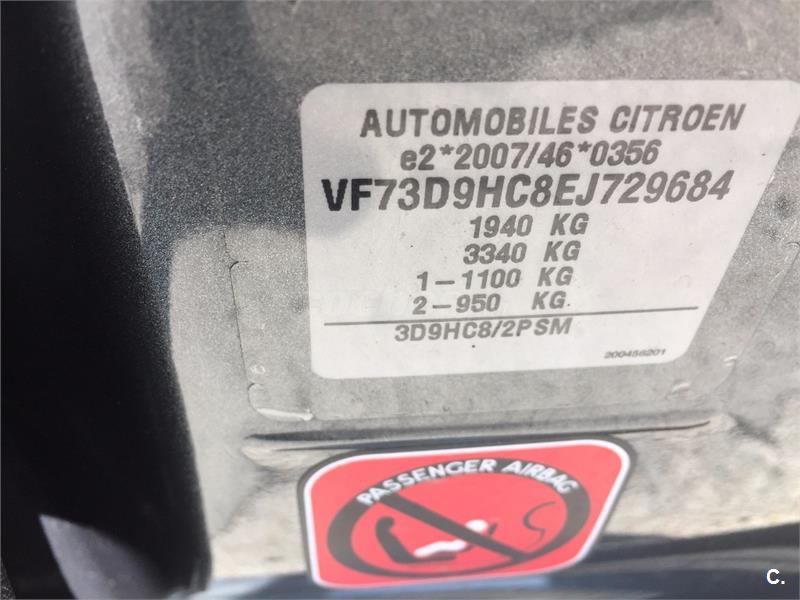 AUTOMOBILES CITROEN
e2*2007/46*0356
VF73D9HC8EJ729684
1940 KG
3340 KG
1-1100 KG
2-950 KG
3D9HC8/2PSM
200456201
PASSENGER AIRBAG
C.